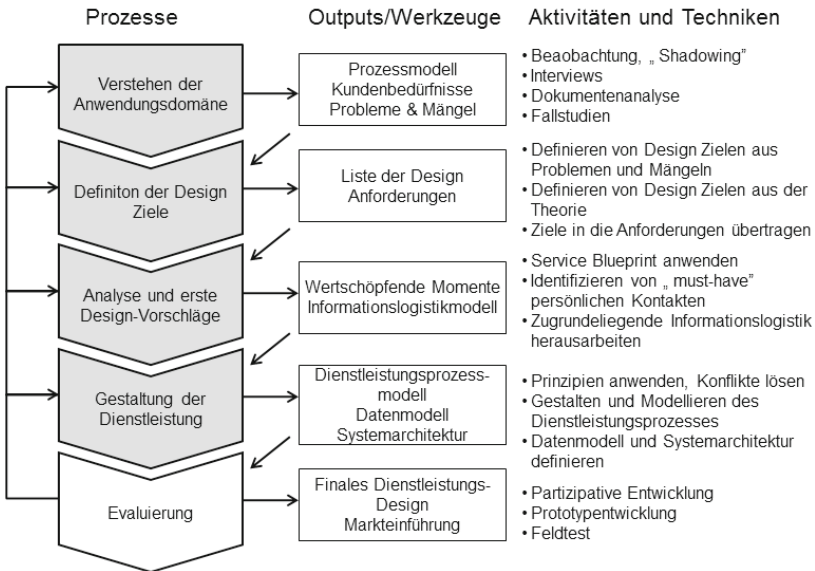 Prozesse
Outputs/Werkzeuge
Aktivitäten und Techniken
Verstehen der
Anwendungsdomäne
Prozessmodell
Kundenbedürfnisse
Probleme & Mängel
• Beaobachtung, „ Shadowing”
• Interviews
• Dokumentenanalyse
• Fallstudien
Definiton der Design
Ziele
Liste der Design
Anforderungen
• Definieren von Design Zielen aus
Problemen und Mängeln
• Definieren von Design Zielen aus der
Theorie
• Ziele in die Anforderungen übertragen
Analyse und erste
Design-Vorschläge
Wertschöpfende Momente
Informationslogistikmodell
• Service Blueprint anwenden
• Identifizieren von „ must-have”
persönlichen Kontakten
• Zugrundeliegende Informationslogistik
herausarbeiten
Gestaltung der
Dienstleistung
Dienstleistungsprozess-
modell
Datenmodell
Systemarchitektur
• Prinzipien anwenden, Konflikte lösen
• Gestalten und Modellieren des
Dienstleistungsprozesses
• Datenmodell und Systemarchitektur
definieren
Evaluierung
Finales Dienstleistungs-
Design
Markteinführung
• Partizipative Entwicklung
• Prototypentwicklung
• Feldtest